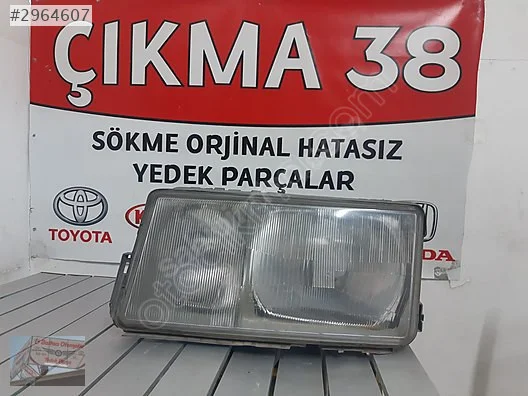 #2964607
ÇIKMA 38
SÖKME ORJİNAL HATASIZ
YEDEK PARÇALAR
TOYOTA